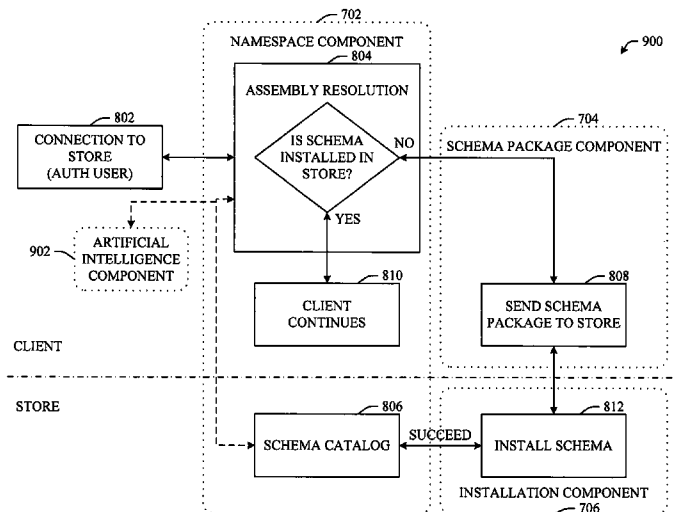 702
NAMESPACE COMPONENT
900
804
ASSEMBLY RESOLUTION
802
CONNECTION TO
STORE
(AUTH USER)
IS SCHEMA
INSTALLED IN
STORE?
NO
YES
704
SCHEMA PACKAGE COMPONENT
902
ARTIFICIAL
INTELLIGENCE
COMPONENT
810
CLIENT
CONTINUES
808
SEND SCHEMA
PACKAGE TO STORE
CLIENT
STORE
806
SCHEMA CATALOG
SUCCEED
812
INSTALL SCHEMA
INSTALLATION COMPONENT
706